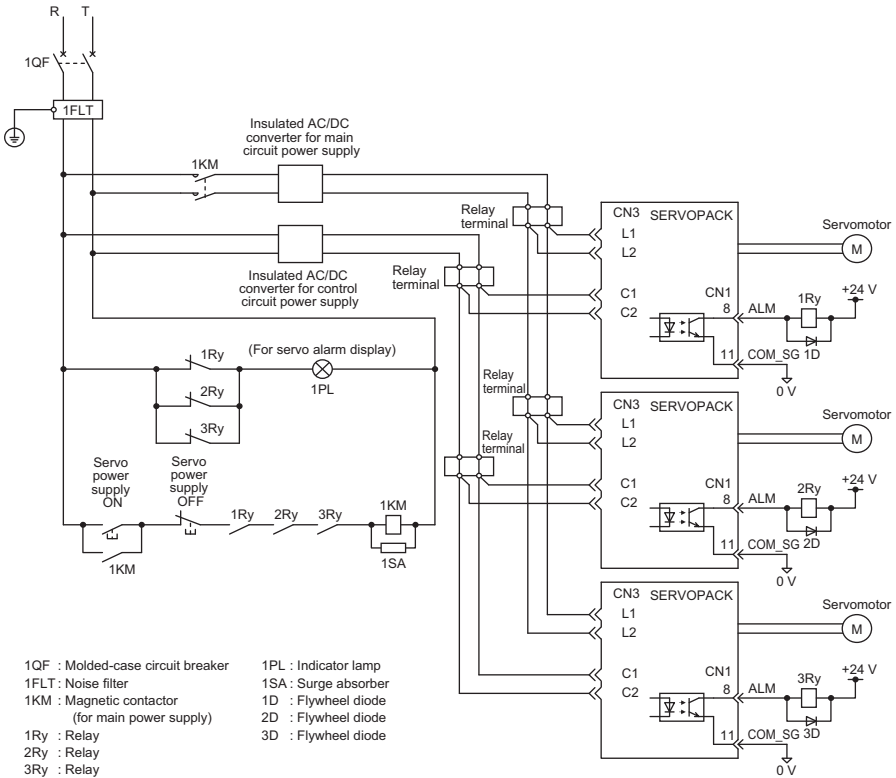 R T
1QF
1FLT
Insulated AC/DC
converter for main
circuit power supply
1KM
Relay
terminal
CN3 SERVOPACK
L1
L2
Servomotor
M
Insulated AC/DC
converter for control
circuit power supply
Relay
terminal
C1
C2
CN1
8
ALM
1Ry
+24 V
11
COM_SG 1D
0 V
1Ry
(For servo alarm display)
1PL
2Ry
3Ry
Relay
terminal
CN3 SERVOPACK
L1
L2
Servomotor
M
Relay
terminal
C1
C2
CN1
8
ALM
2Ry
+24 V
11
COM_SG 2D
0 V
Servo
power
supply
ON
Servo
power
supply
OFF
1Ry
2Ry
3Ry
1KM
1SA
1KM
CN3 SERVOPACK
L1
L2
Servomotor
M
C1
C2
CN1
8
ALM
3Ry
+24 V
11
COM_SG 3D
0 V
1QF : Molded-case circuit breaker
1FLT : Noise filter
1KM : Magnetic contactor
(for main power supply)
1Ry : Relay
2Ry : Relay
3Ry : Relay
1PL : Indicator lamp
1SA : Surge absorber
1D : Flywheel diode
2D : Flywheel diode
3D : Flywheel diode